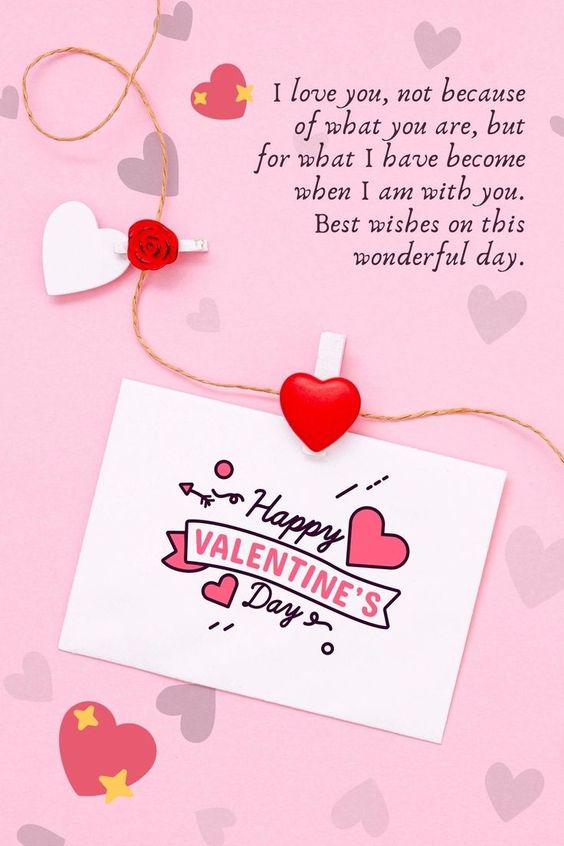 I love you, not because
of what you are, but
for what I have become
when I am with you.
Best wishes on this
wonderful day.
Happy
VALENTINE'S
Day